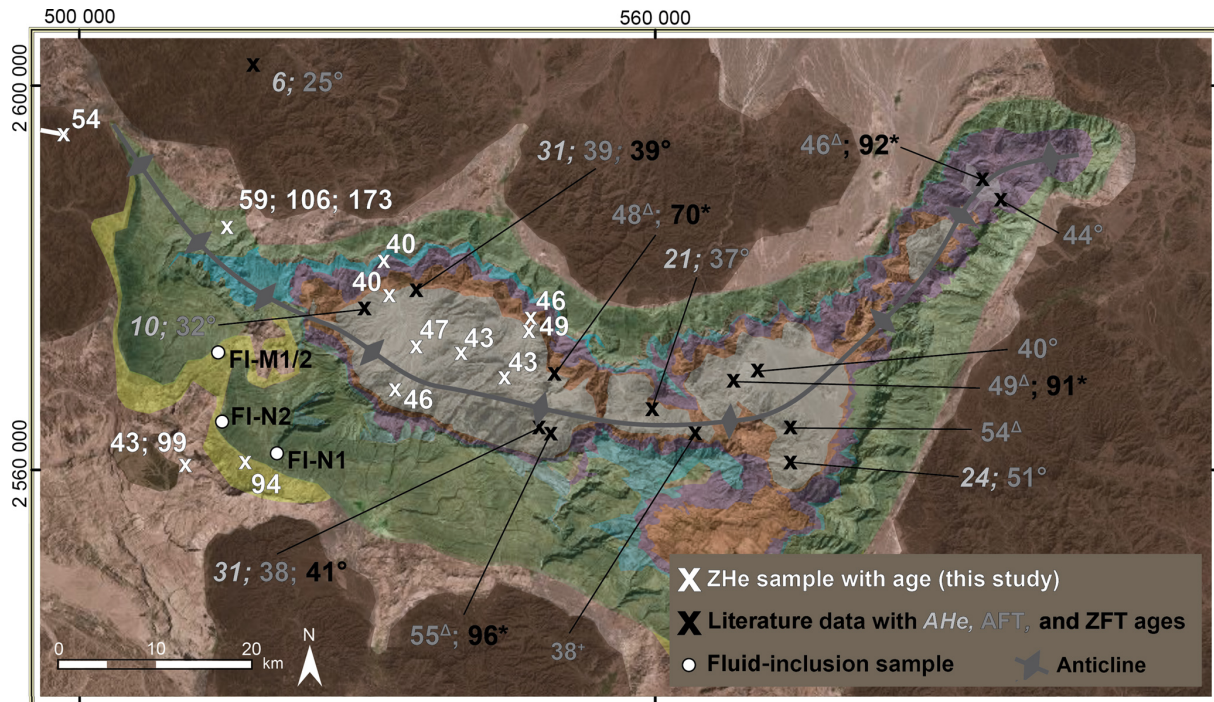 500 000
560 000
2 600 000
2 560 000
6; 25°
54
31; 39; 39°
46Δ; 92*
59; 106; 173
48Δ; 70*
44°
40
21; 37°
40
46
10; 32°
49
47
43
43
40°
FI-M1/2
49Δ; 91*
46
FI-N2
54Δ
43; 99
FI-N1
94
24; 51°
31; 38; 41°
55Δ; 96*
38+
X ZHe sample with age (this study)
X Literature data with AHe, AFT, and ZFT ages
Fluid-inclusion sample
Anticline
0 10 20
km
N